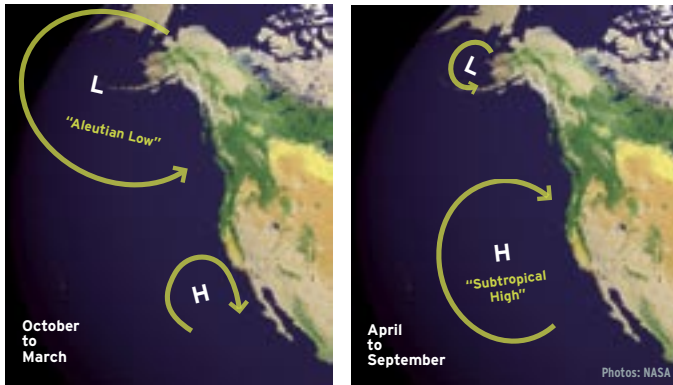 L
“Aleutian Low”
H
October
to
March
L
H
“Subtropical
High”
April
to
September
Photos: NASA